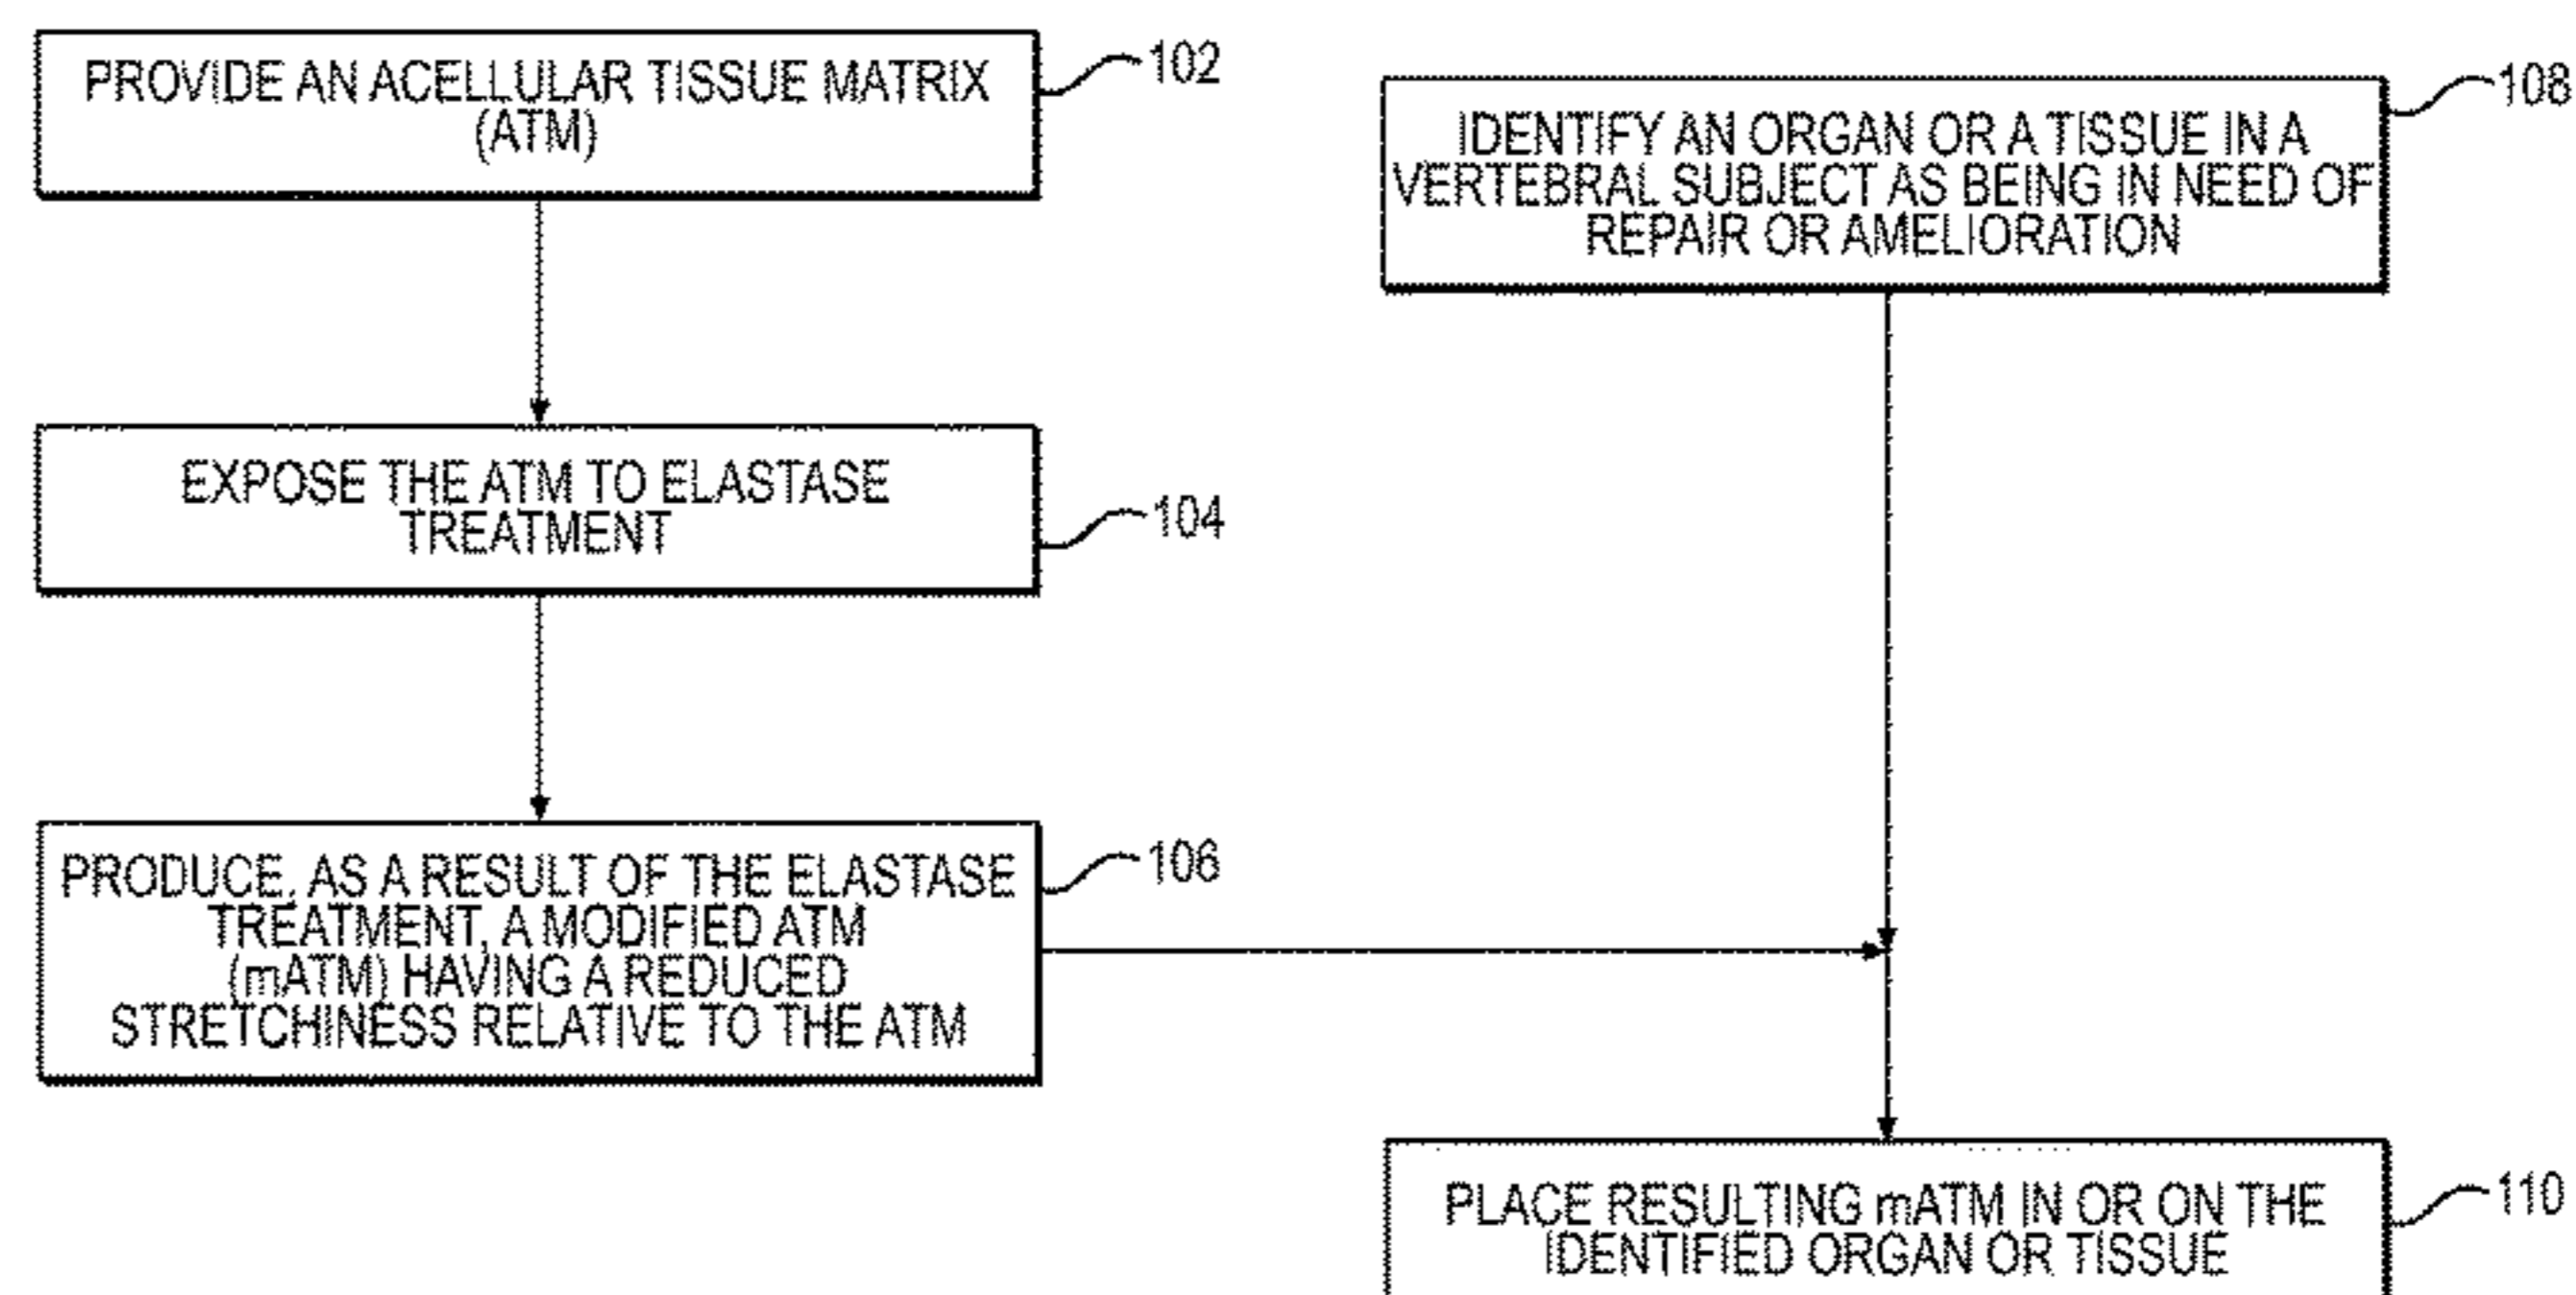 PROVIDE AN ACELLULAR TISSUE MATRIX
(ATM)
102
EXPOSE THE ATM TO ELASTASE
TREATMENT
104
PRODUCE, AS A RESULT OF THE ELASTASE
TREATMENT, A MODIFIED ATM
(mATM) HAVING A REDUCED
STRETCHINESS RELATIVE TO THE ATM
106
IDENTIFY AN ORGAN OR A TISSUE IN A
VERTEBRAL SUBJECT AS BEING IN NEED OF
REPAIR OR AMELIORATION
108
PLACE RESULTING mATM IN OR ON THE
IDENTIFIED ORGAN OR TISSUE
110